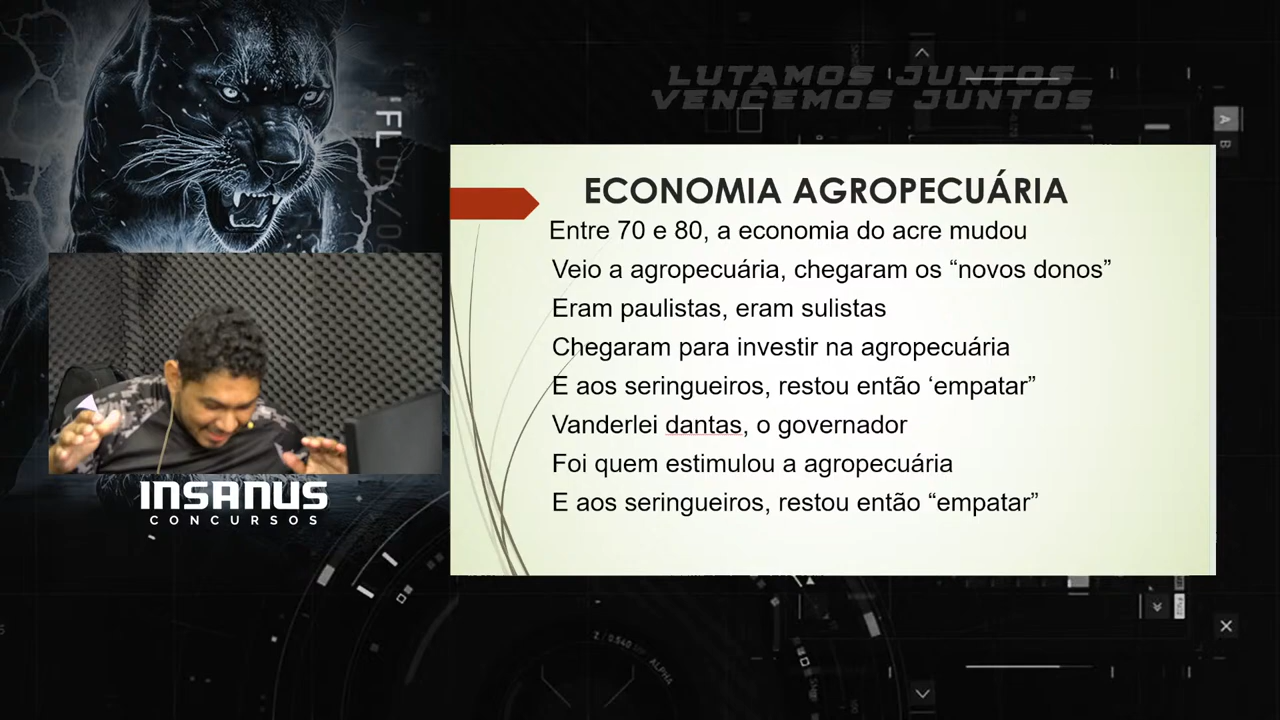 LUTAMOS JUNTOS
VENCEMOS JUNTOS
A
B
ECONOMIA AGROPECUÁRIA
Entre 70 e 80, a economia do acre mudou
Veio a agropecuária, chegaram os “novos donos”
Eram paulistas, eram sulistas
Chegaram para investir na agropecuária
E aos seringueiros, restou então ‘empatar”
Vanderlei dantas, o governador
Foi quem estimulou a agropecuária
E aos seringueiros, restou então “empatar”
INSANUS
CONCURSOS
ALPHA